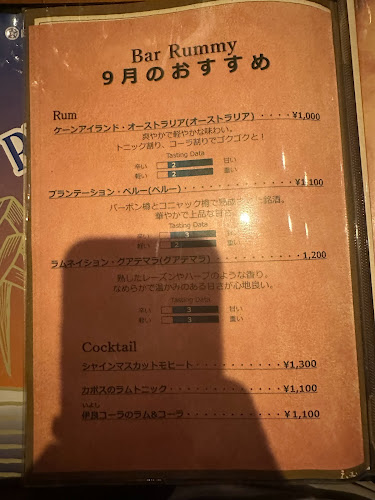 Bar Rummy
9月のおすすめ
Rum
ケーンアイランド・オーストラリア(オーストラリア)・・・・¥1,000
爽やかで軽やかな味わい。
トニック割り、コーラ割りでゴクゴクと！
Tasting Data
辛い 2 甘い
軽い 2 重い
プランテーション・ペルー(ペルー)・・・・・・・・・・・・¥1,100
バーボン樽とコニャック樽で熟成 銘酒。
華やかで上品な甘さ
Tasting Data
辛い 3 甘い
軽い 2 重い
ラムネイション・グアテマラ(グアテマラ)・・・・・・・・1,200
熟したレーズンやハーブのような香り。
なめらかで温かみのある甘さが心地良い。
Tasting Data
辛い 3 甘い
軽い 3 重い
Cocktail
シャインマスカットモヒート・・・・・・・・・・¥1,300
カボスのラムトニック・・・・・・・・・・・・・¥1,100
いよし
伊良コーラのラム&コーラ・・・・・・・・・・・¥1,100